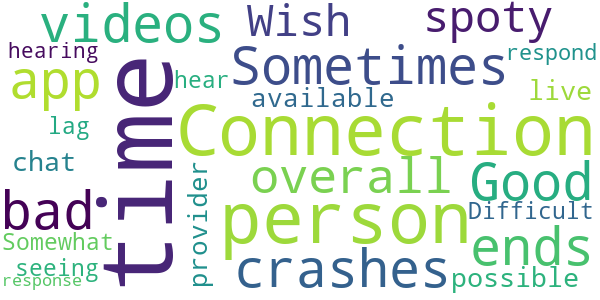 videos
Wish
spoty
hearing
time
Sometimes
respond
app
hear
available
live
lag
Connection
chat
overall
Good
bad
provider
person
Difficult
Somewhat
ends
seeing
crashes
possible
response